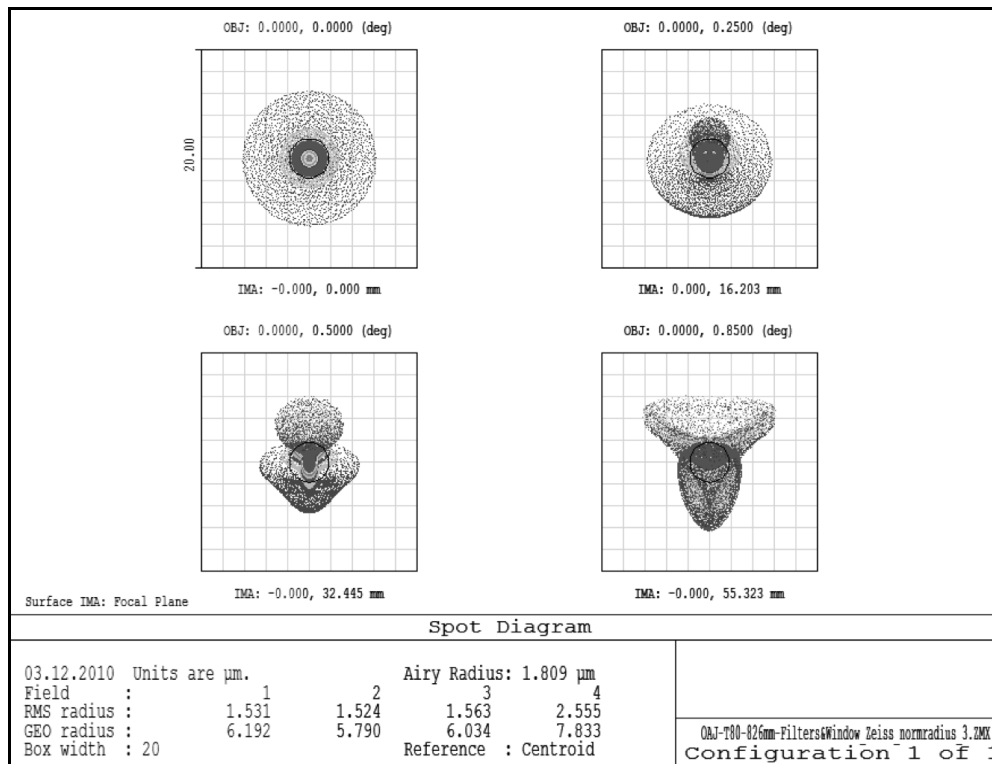 OBJ: 0.0000, 0.0000 (deg)
OBJ: 0.0000, 0.2500 (deg)
20.00
IMA: -0.000, 0.000 mm
IMA: 0.000, 16.203 mm
OBJ: 0.0000, 0.5000 (deg)
OBJ: 0.0000, 0.8500 (deg)
IMA: -0.000, 32.445 mm
IMA: -0.000, 55.323 mm
Surface IMA: Focal Plane
Spot Diagram
03.12.2010 Units are µm. Airy Radius: 1.809 µm
Field : 1 2 3 4
RMS radius : 1.531 1.524 1.563 2.555
GEO radius : 6.192 5.790 6.034 7.833
Box width : 20 Reference : Centroid
OAJ-T80-826mm-Filters&Window_Zeiss_normradius_3.ZMX
Configuration 1 of 1